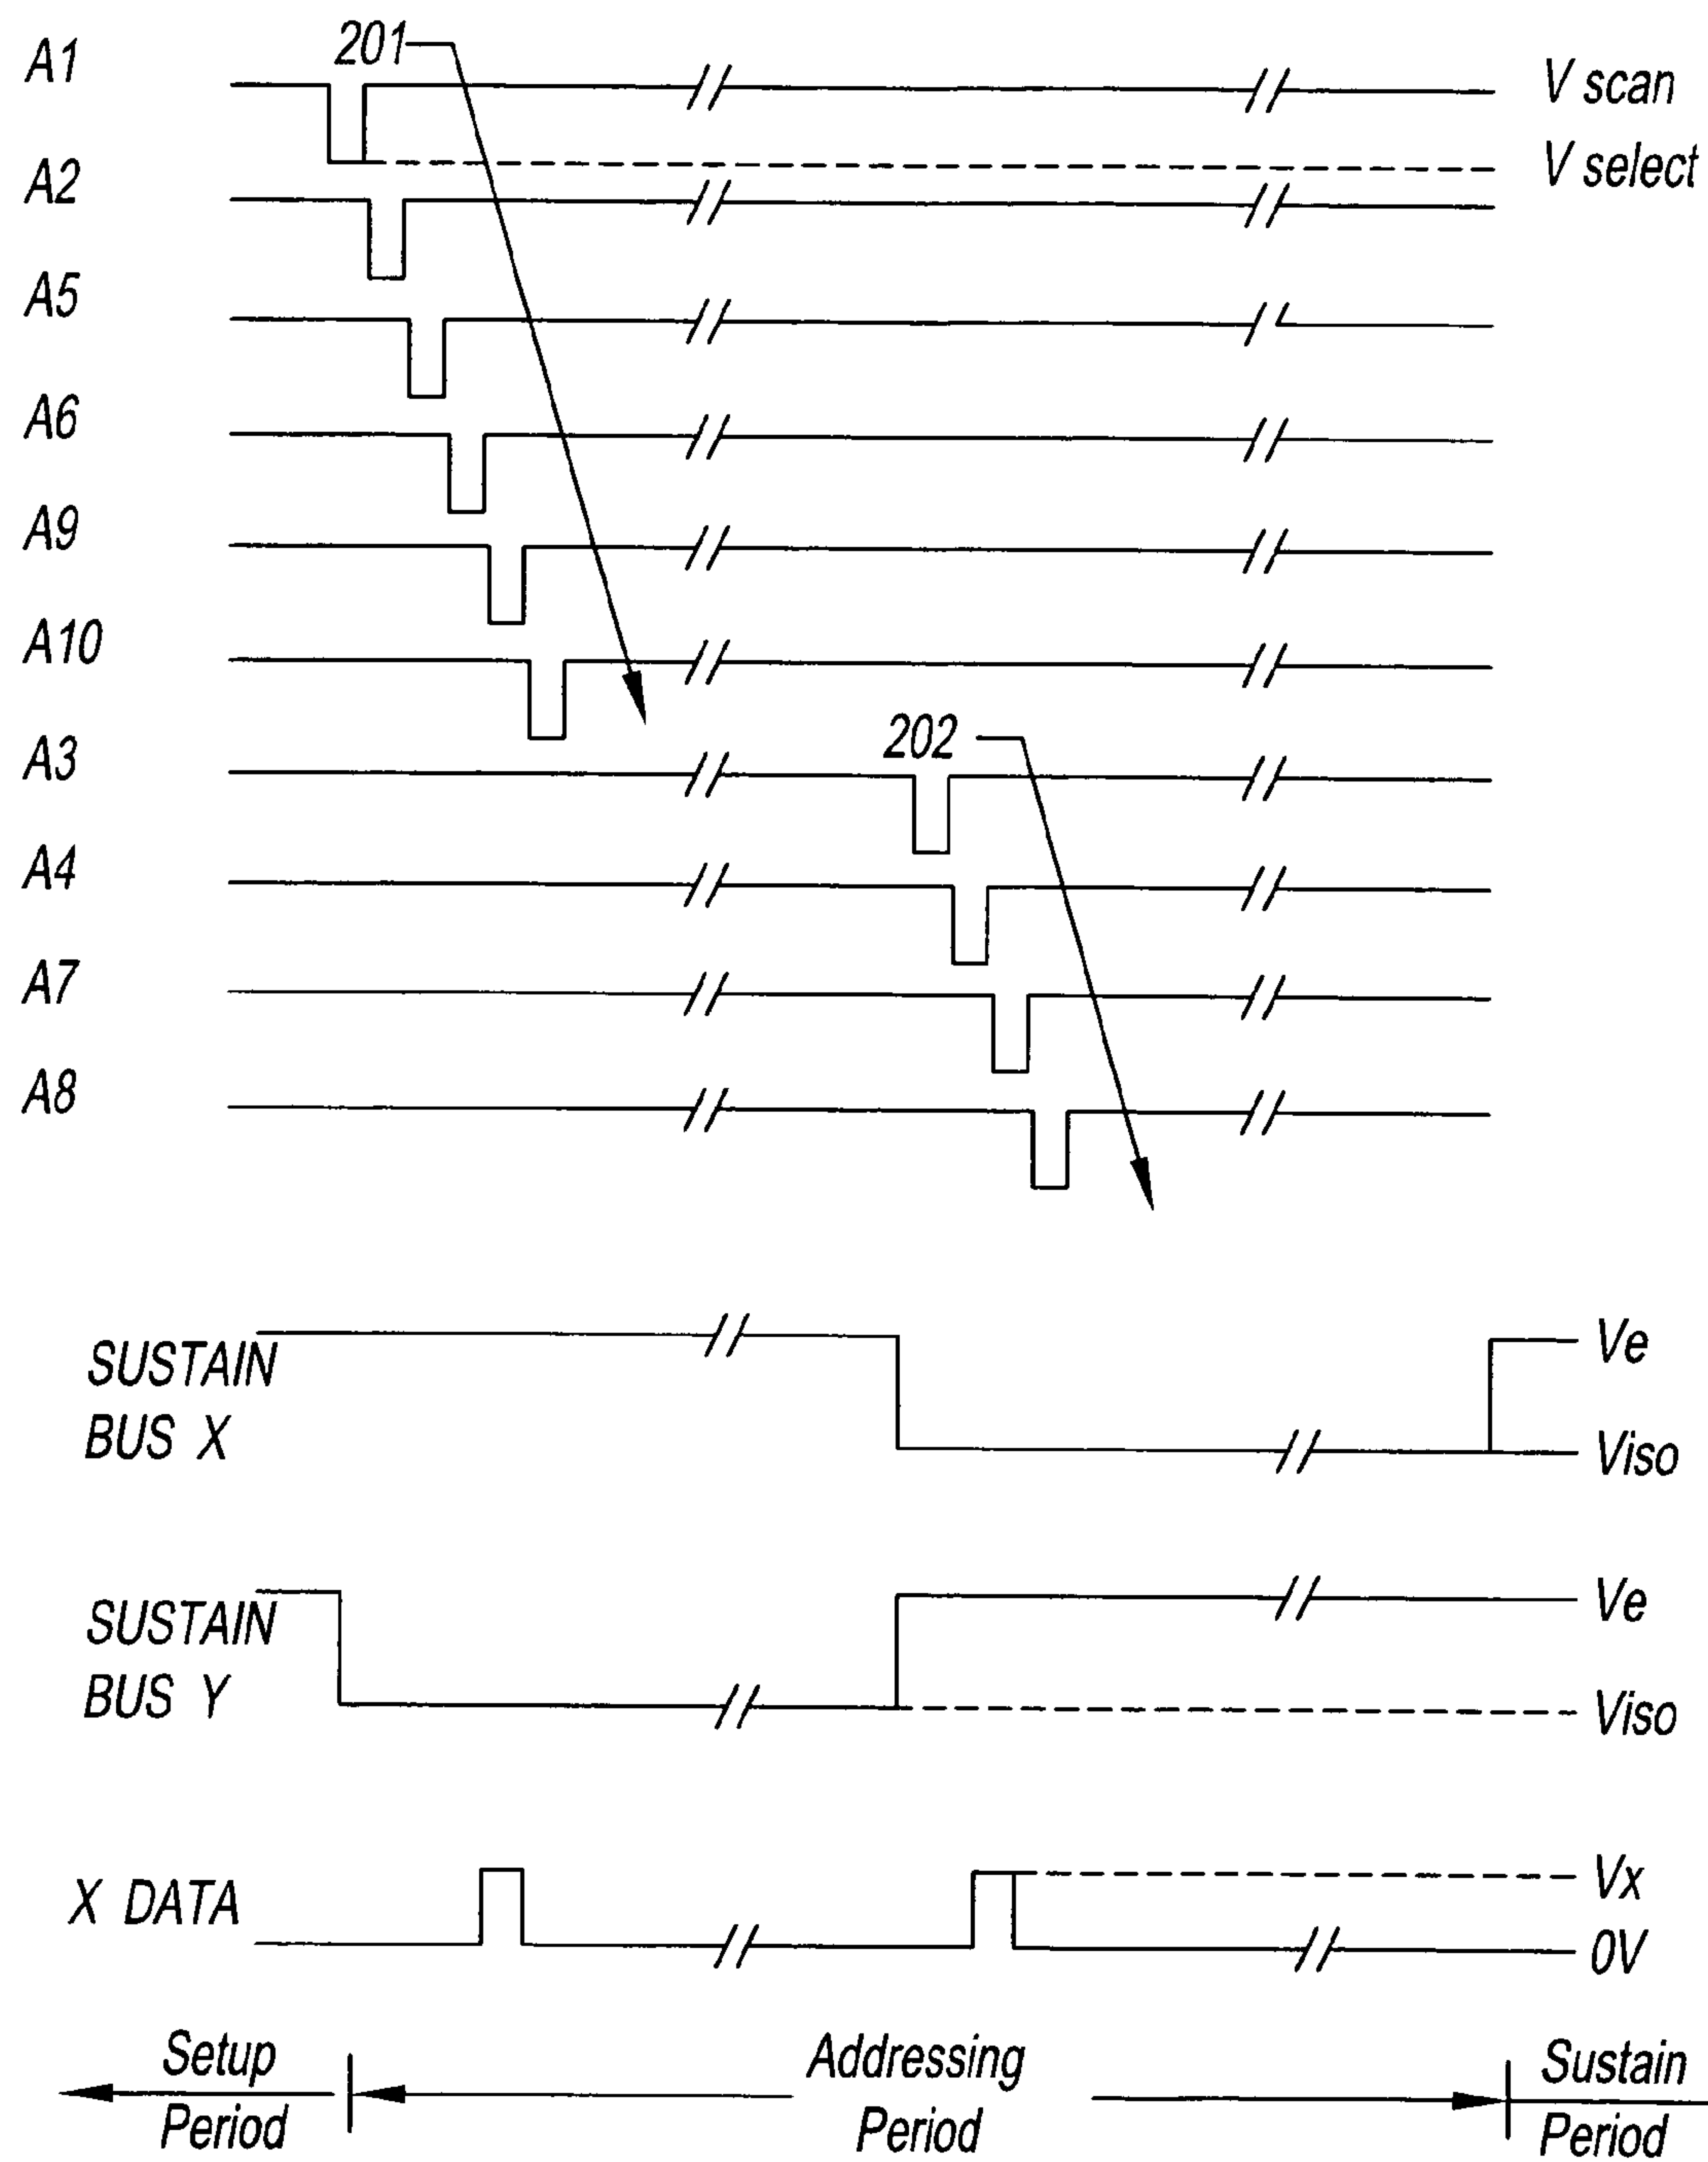 A1
201
V scan
V select
A2
A5
A6
A9
A10
A3
202
A4
A7
A8
SUSTAIN
BUS X
Ve
Viso
SUSTAIN
BUS Y
Ve
Viso
X DATA
Vx
0V
Setup
Period
Addressing
Period
Sustain
Period